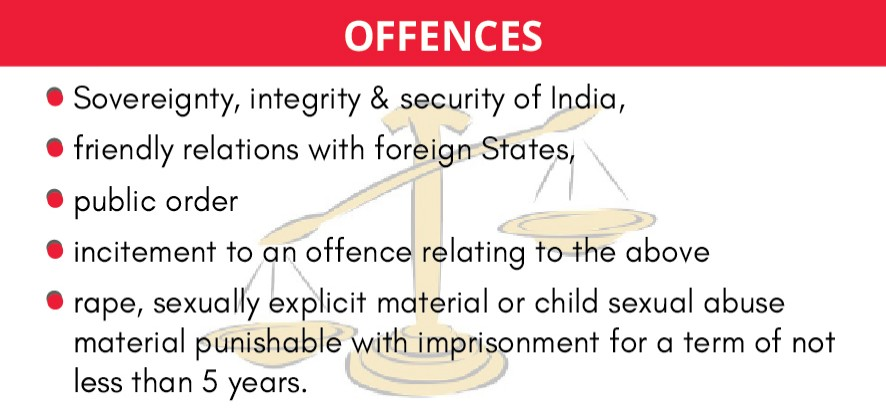 OFFENCES
Sovereignty, integrity & security of India,
friendly relations with foreign States,
public order
incitement to an offence relating to the above
rape, sexually explicit material or child sexual abuse
material punishable with imprisonment for a term of not
less than 5 years.